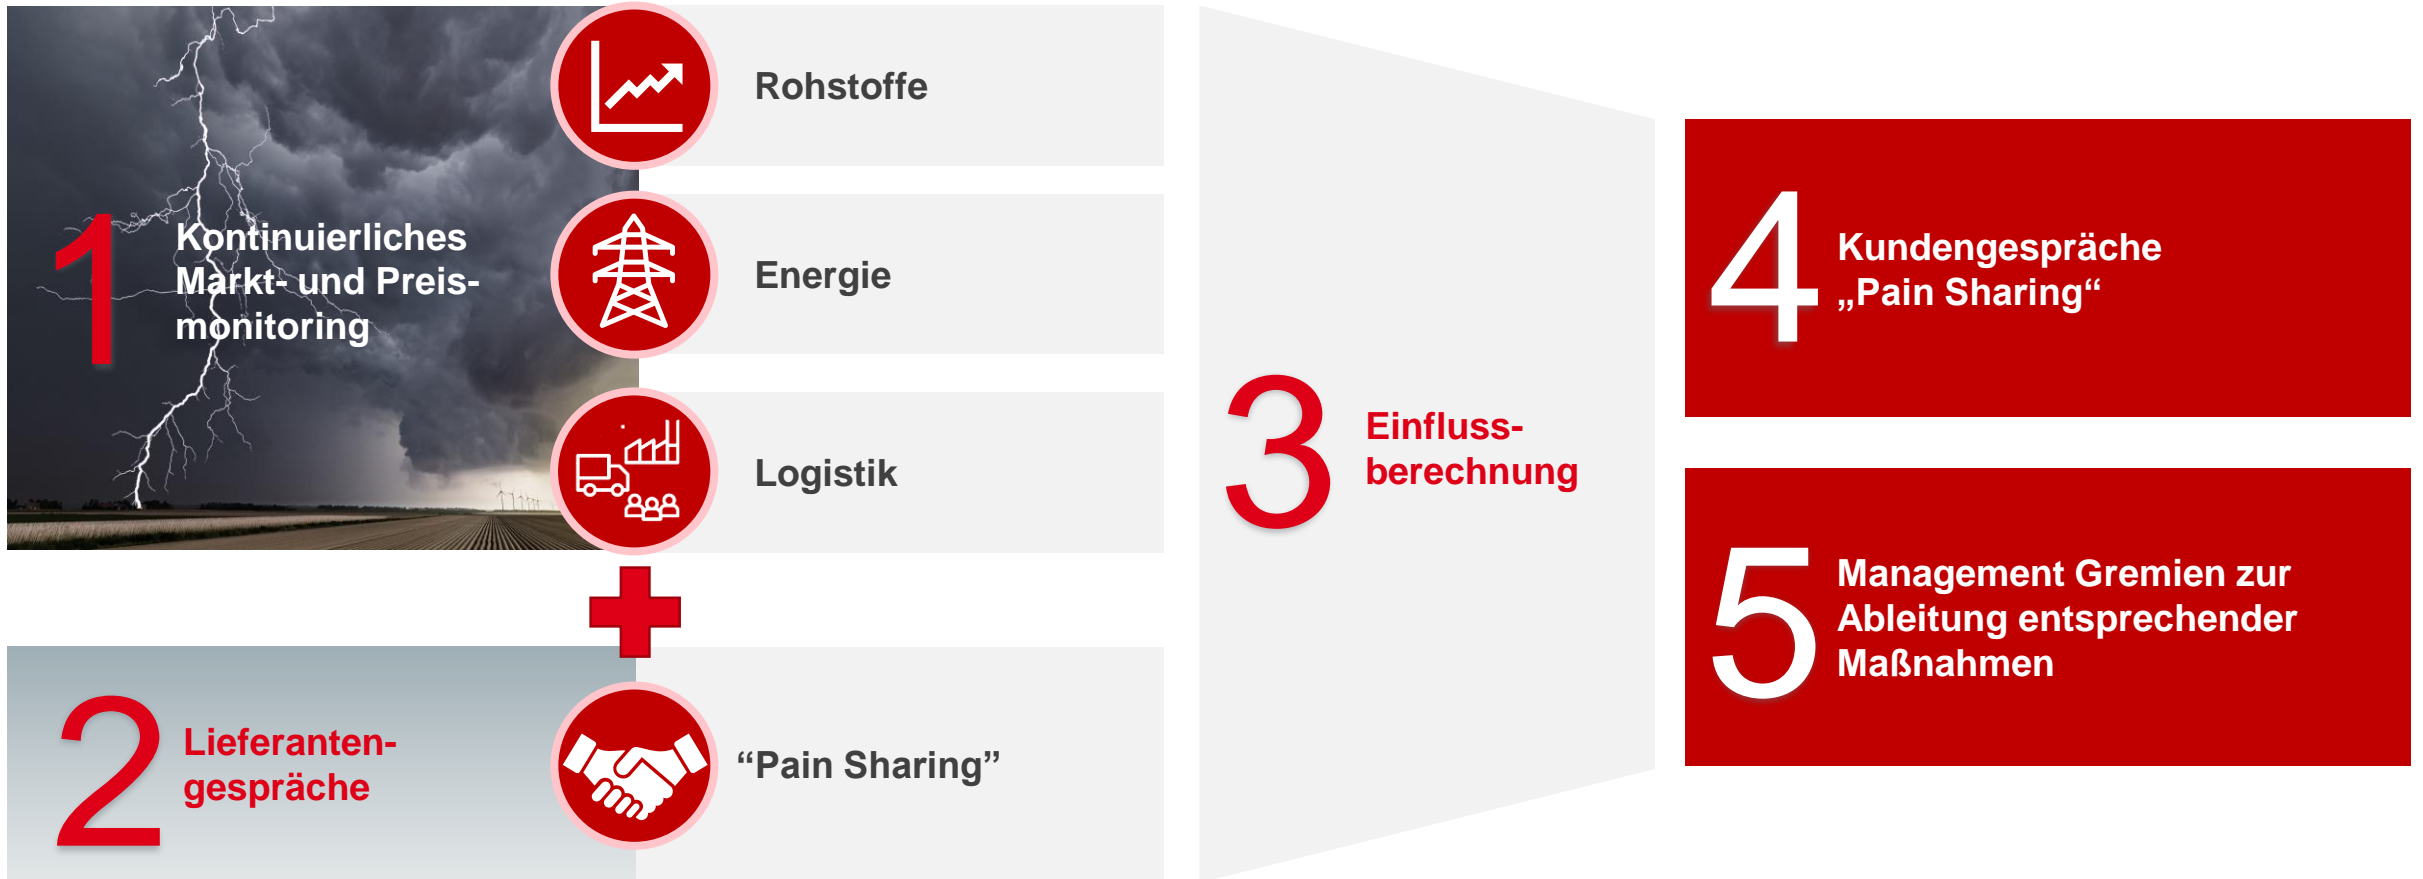 1
Kontinuierliches
Markt- und Preis-
monitoring
Rohstoffe
Energie
Logistik
2
Lieferanten-
gespräche
“Pain Sharing”
3
Einfluss-
berechnung
4
Kundengespräche
„Pain Sharing“
5
Management Gremien zur
Ableitung entsprechender
Maßnahmen